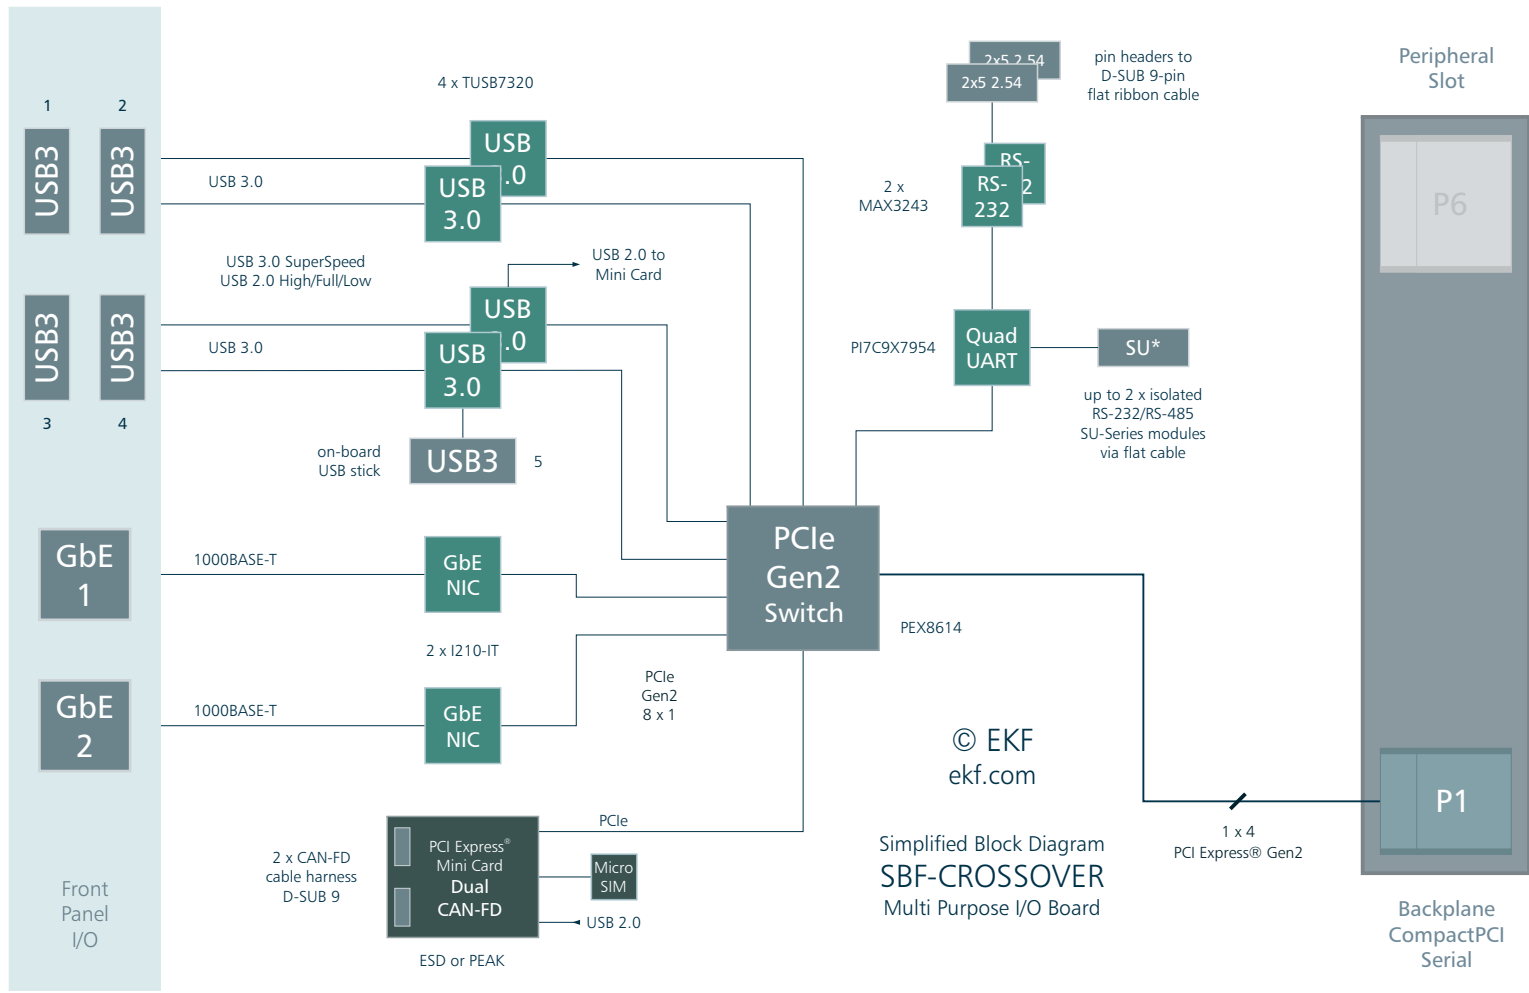 4 x TUSB7320
1
2
USB3
USB3
USB 3.0
USB
.0
USB
3.0
USB 3.0 SuperSpeed
USB 2.0 High/Full/Low
USB 2.0 to
Mini Card
USB3
USB3
USB 3.0
3
4
USB
.0
USB
3.0
on-board
USB stick
USB3
5
GbE
1
1000BASE-T
GbE
NIC
2 x I210-IT
GbE
2
1000BASE-T
GbE
NIC
PCIe
Gen2
8 x 1
PCIe
Gen2
Switch
PEX8614
2x5 2.54
2x5 2.54
pin headers to
D-SUB 9-pin
flat ribbon cable
2 x
MAX3243
RS-
2
RS-
232
PI7C9X7954
Quad
UART
SU*
up to 2 x isolated
RS-232/RS-485
SU-Series modules
via flat cable
Peripheral
Slot
P6
P1
1 x 4
PCI Express® Gen2
Backplane
CompactPCI
Serial
© EKF
ekf.com
Simplified Block Diagram
SBF-CROSSOVER
Multi Purpose I/O Board
PCIe
2 x CAN-FD
cable harness
D-SUB 9
PCI Express®
Mini Card
Dual
CAN-FD
Micro
SIM
USB 2.0
ESD or PEAK
Front
Panel
I/O